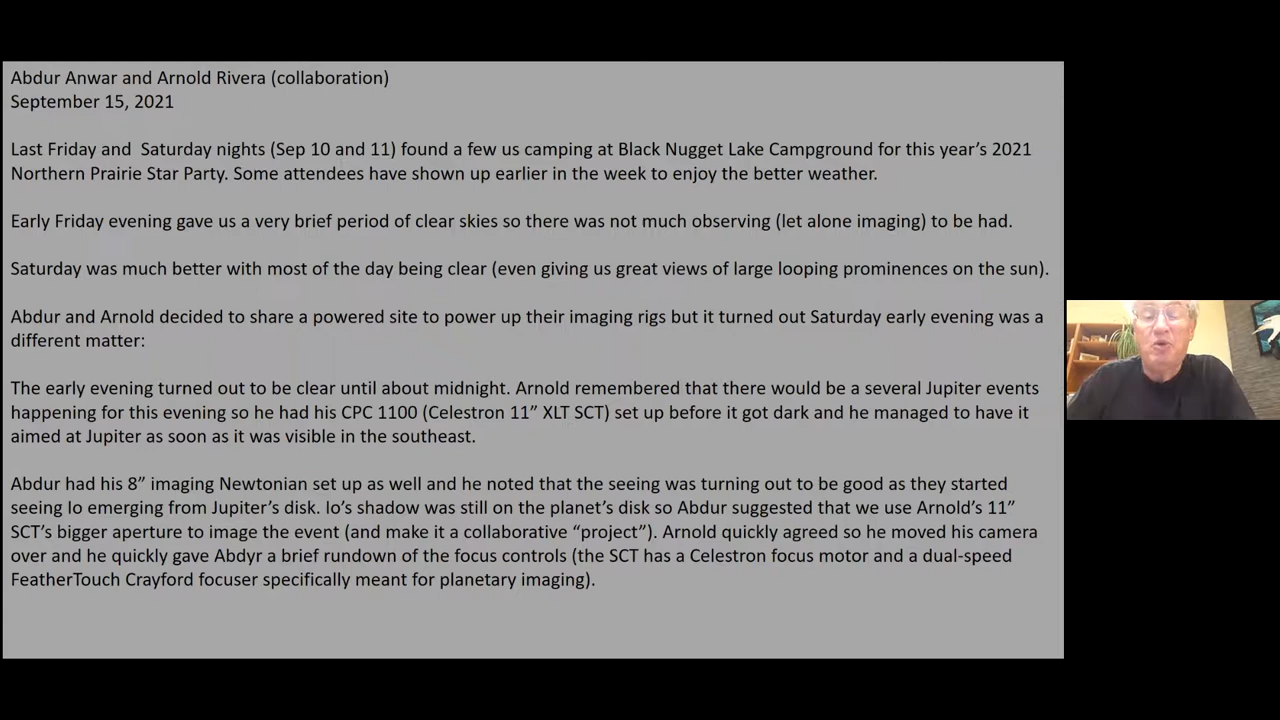 Abdur Anwar and Arnold Rivera (collaboration)
September 15, 2021
Last Friday and  Saturday nights (Sep 10 and 11) found a few us camping at Black Nugget Lake Campground for this year’s 2021
Northern Prairie Star Party. Some attendees have shown up earlier in the week to enjoy the better weather.
Early Friday evening gave us a very brief period of clear skies so there was not much observing (let alone imaging) to be had.
Saturday was much better with most of the day being clear (even giving us great views of large looping prominences on the sun).
Abdur and Arnold decided to share a powered site to power up their imaging rigs but it turned out Saturday early evening was a
different matter:
The early evening turned out to be clear until about midnight. Arnold remembered that there would be a several Jupiter events
happening for this evening so he had his CPC 1100 (Celestron 11” XLT SCT) set up before it got dark and he managed to have it
aimed at Jupiter as soon as it was visible in the southeast.
Abdur had his 8” imaging Newtonian set up as well and he noted that the seeing was turning out to be good as they started
seeing Io emerging from Jupiter’s disk. Io’s shadow was still on the planet’s disk so Abdur suggested that we use Arnold’s 11”
SCT’s bigger aperture to image the event (and make it a collaborative “project”). Arnold quickly agreed so he moved his camera
over and he quickly gave Abdyr a brief rundown of the focus controls (the SCT has a Celestron focus motor and a dual-speed
FeatherTouch Crayford focuser specifically meant for planetary imaging).